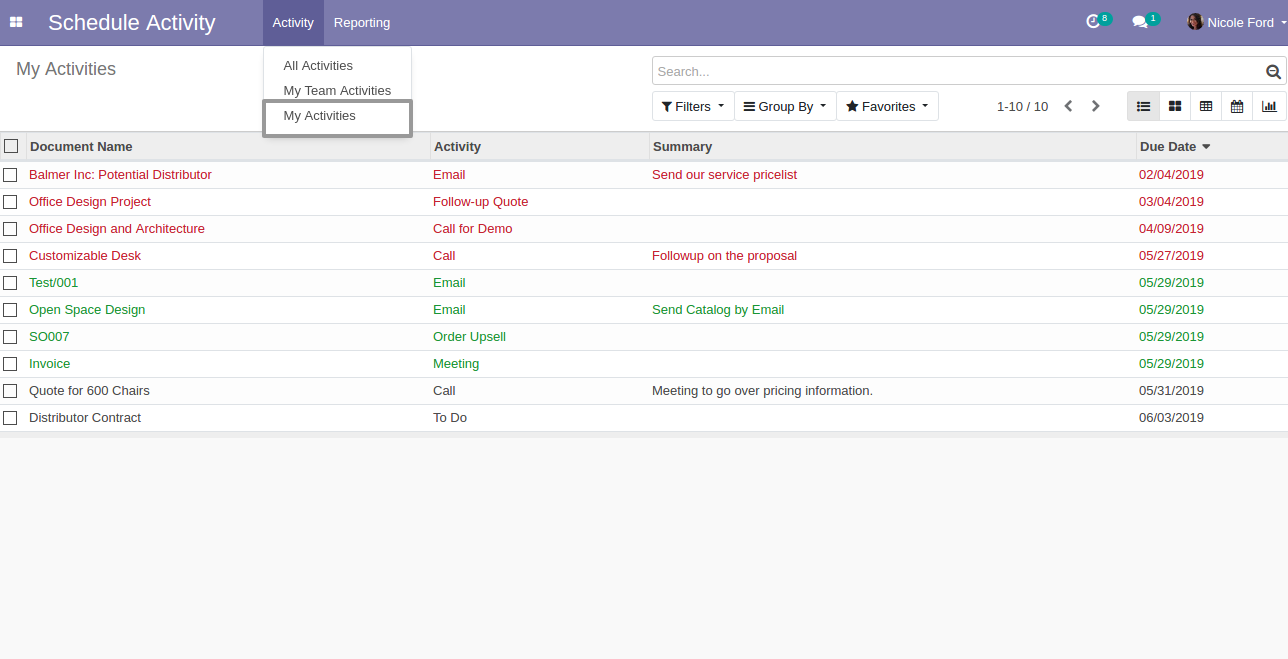 Schedule Activity Activity Reporting 8 1 Nicole Ford
My Activities
All Activities
My Team Activities
My Activities
Search...
Filters Group By Favorites 1-10 / 10
Document Name Activity Summary Due Date
Balmer Inc: Potential Distributor Email Send our service pricelist 02/04/2019
Office Design Project Follow-up Quote 03/04/2019
Office Design and Architecture Call for Demo 04/09/2019
Customizable Desk Call Followup on the proposal 05/27/2019
Test/001 Email 05/29/2019
Open Space Design Email Send Catalog by Email 05/29/2019
SO007 Order Upsell 05/29/2019
Invoice Meeting 05/29/2019
Quote for 600 Chairs Call Meeting to go over pricing information. 05/31/2019
Distributor Contract To Do 06/03/2019